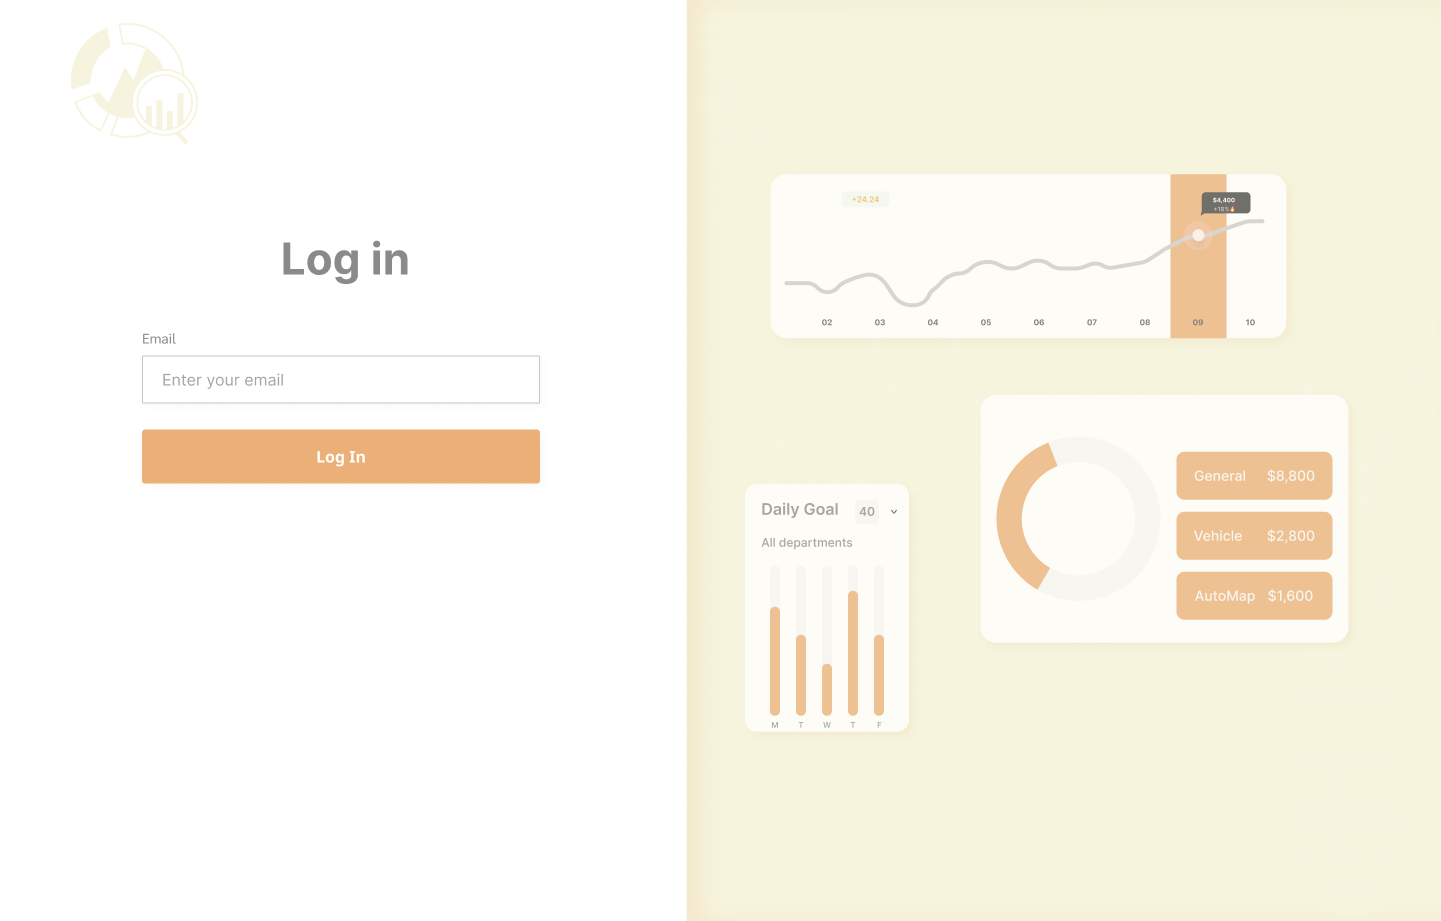 Log in
Email
Enter your email
Log In
+24.24
$4,400
+10%🔥
02 03 04 05 06 07 08 09 10
Daily Goal 40
All departments
M T W T F
General $8,800
Vehicle $2,800
AutoMap $1,600